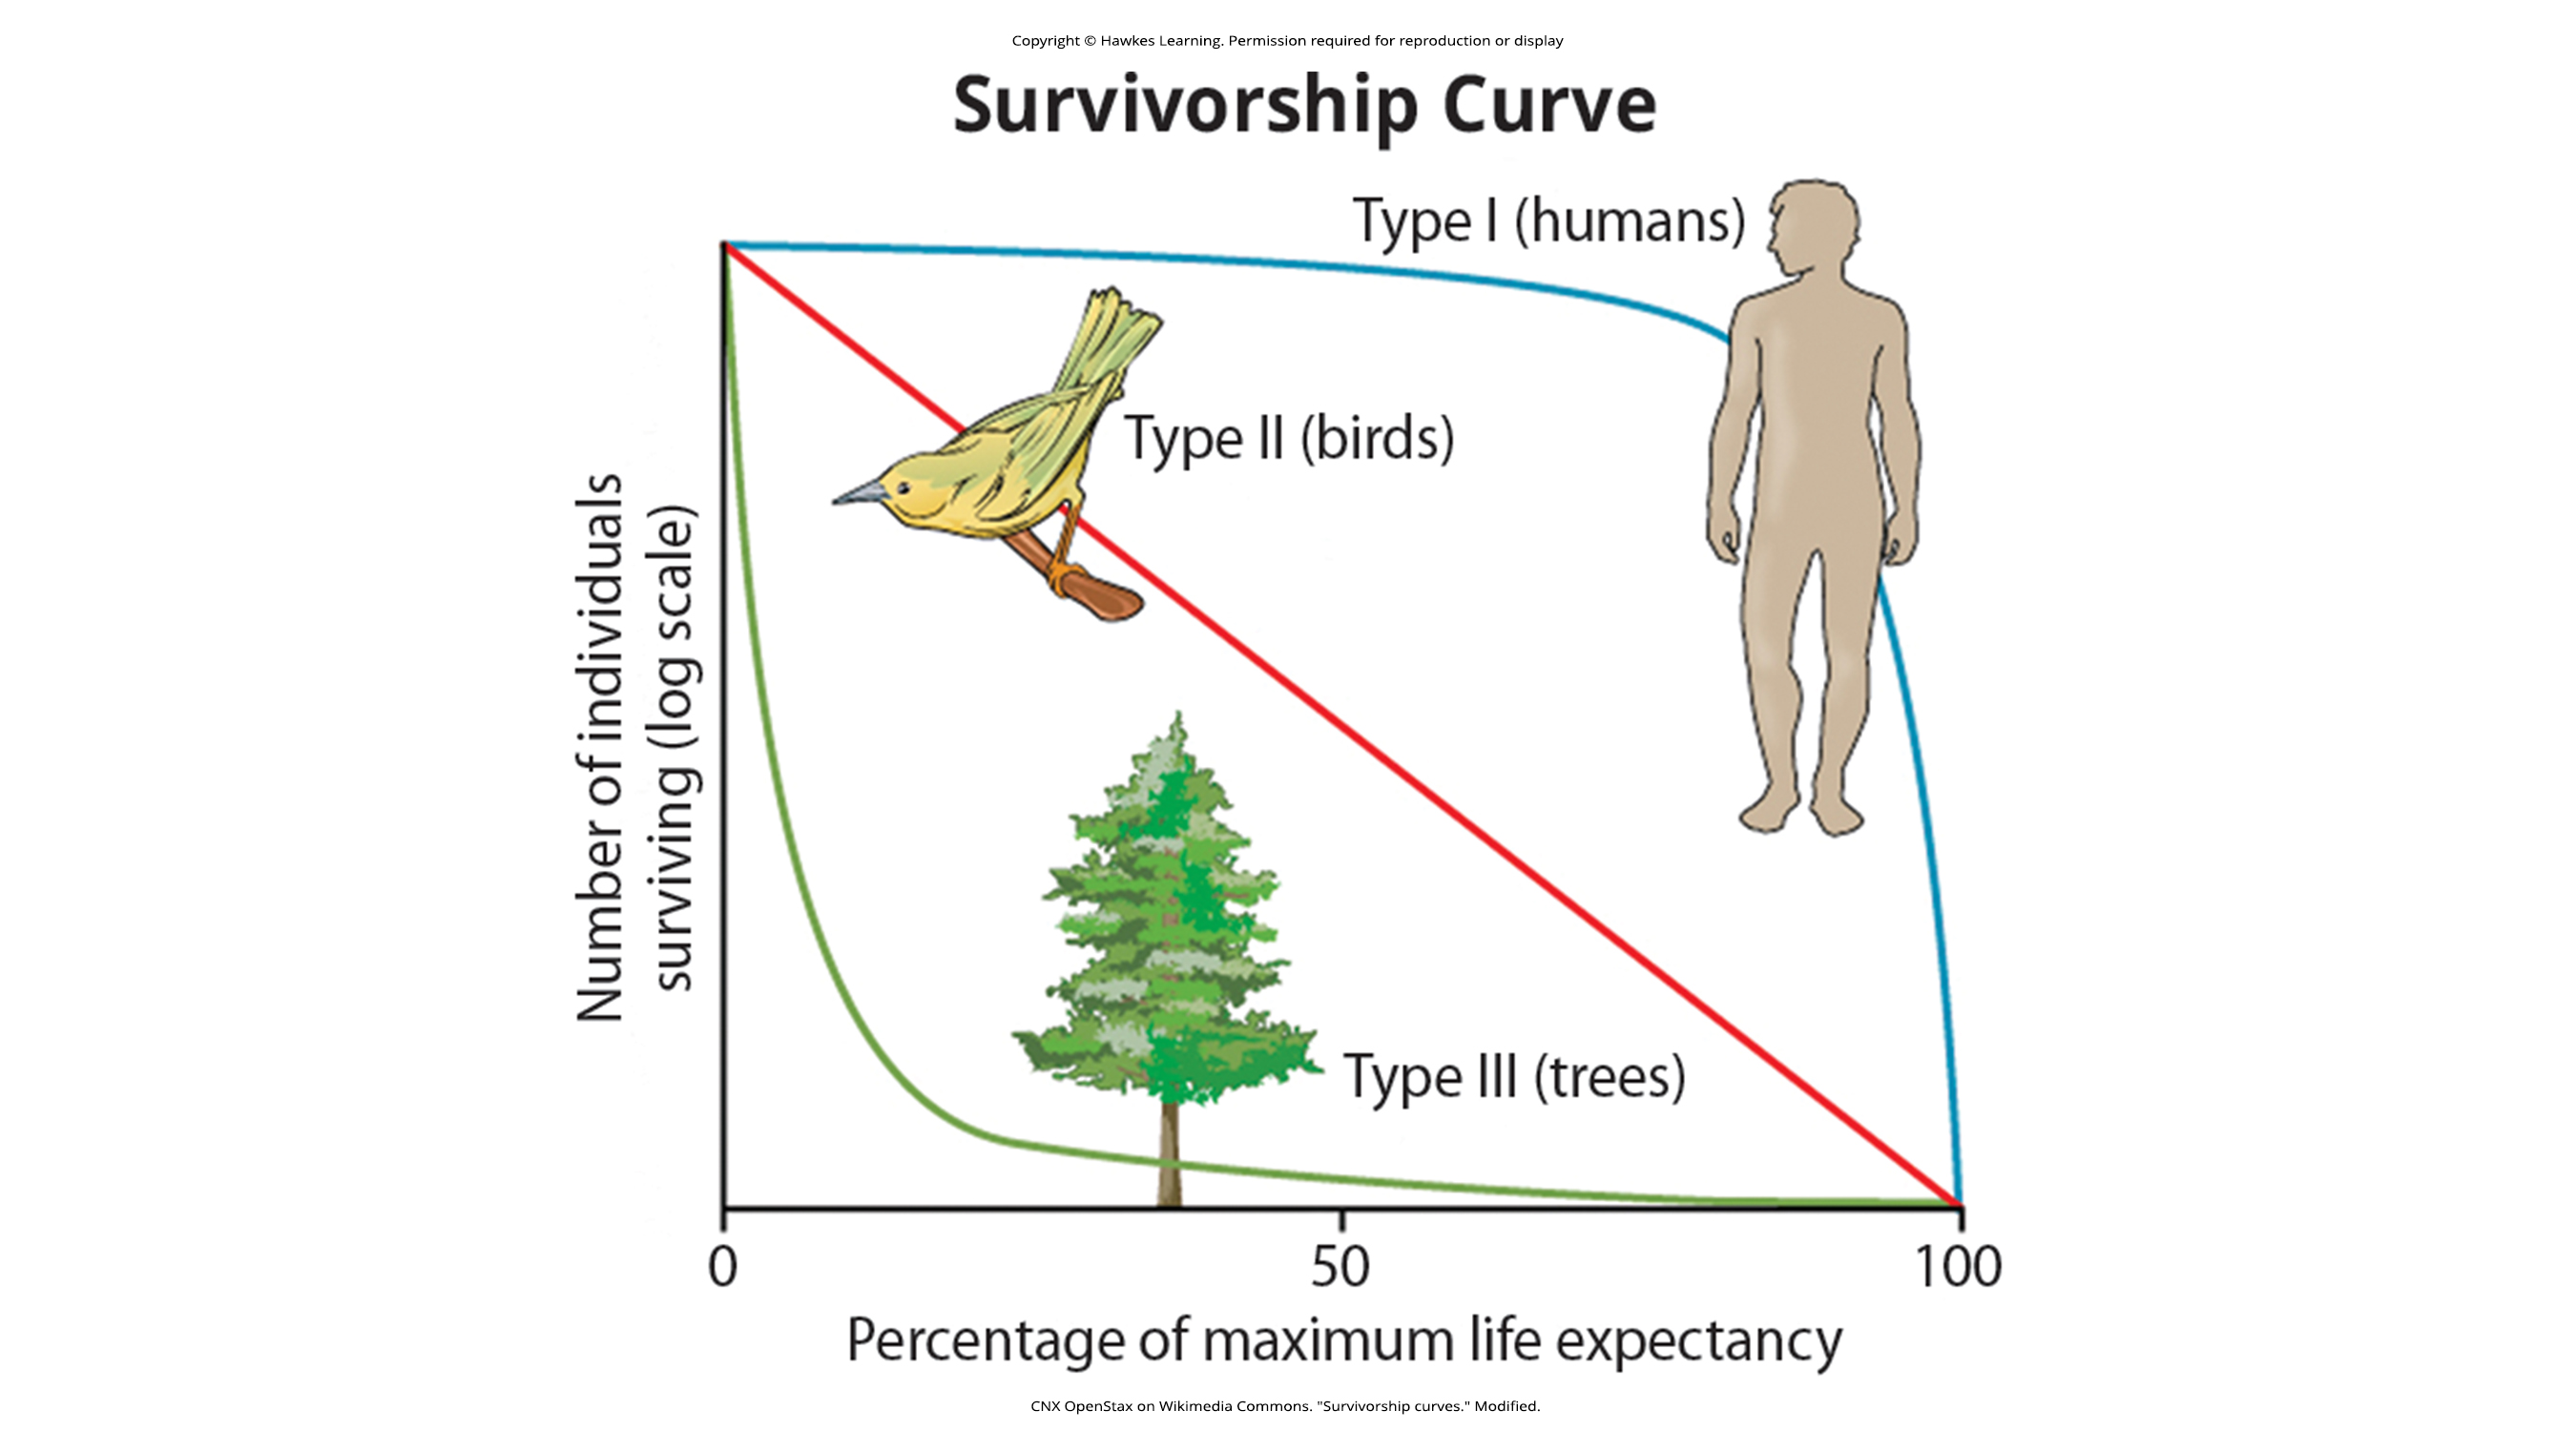 Copyright © Hawkes Learning. Permission required for reproduction or display
Survivorship Curve
Type I (humans)
Type II (birds)
Number of individuals
surviving (log scale)
Type III (trees)
0
50
100
Percentage of maximum life expectancy
CNX OpenStax on Wikimedia Commons. "Survivorship curves." Modified.